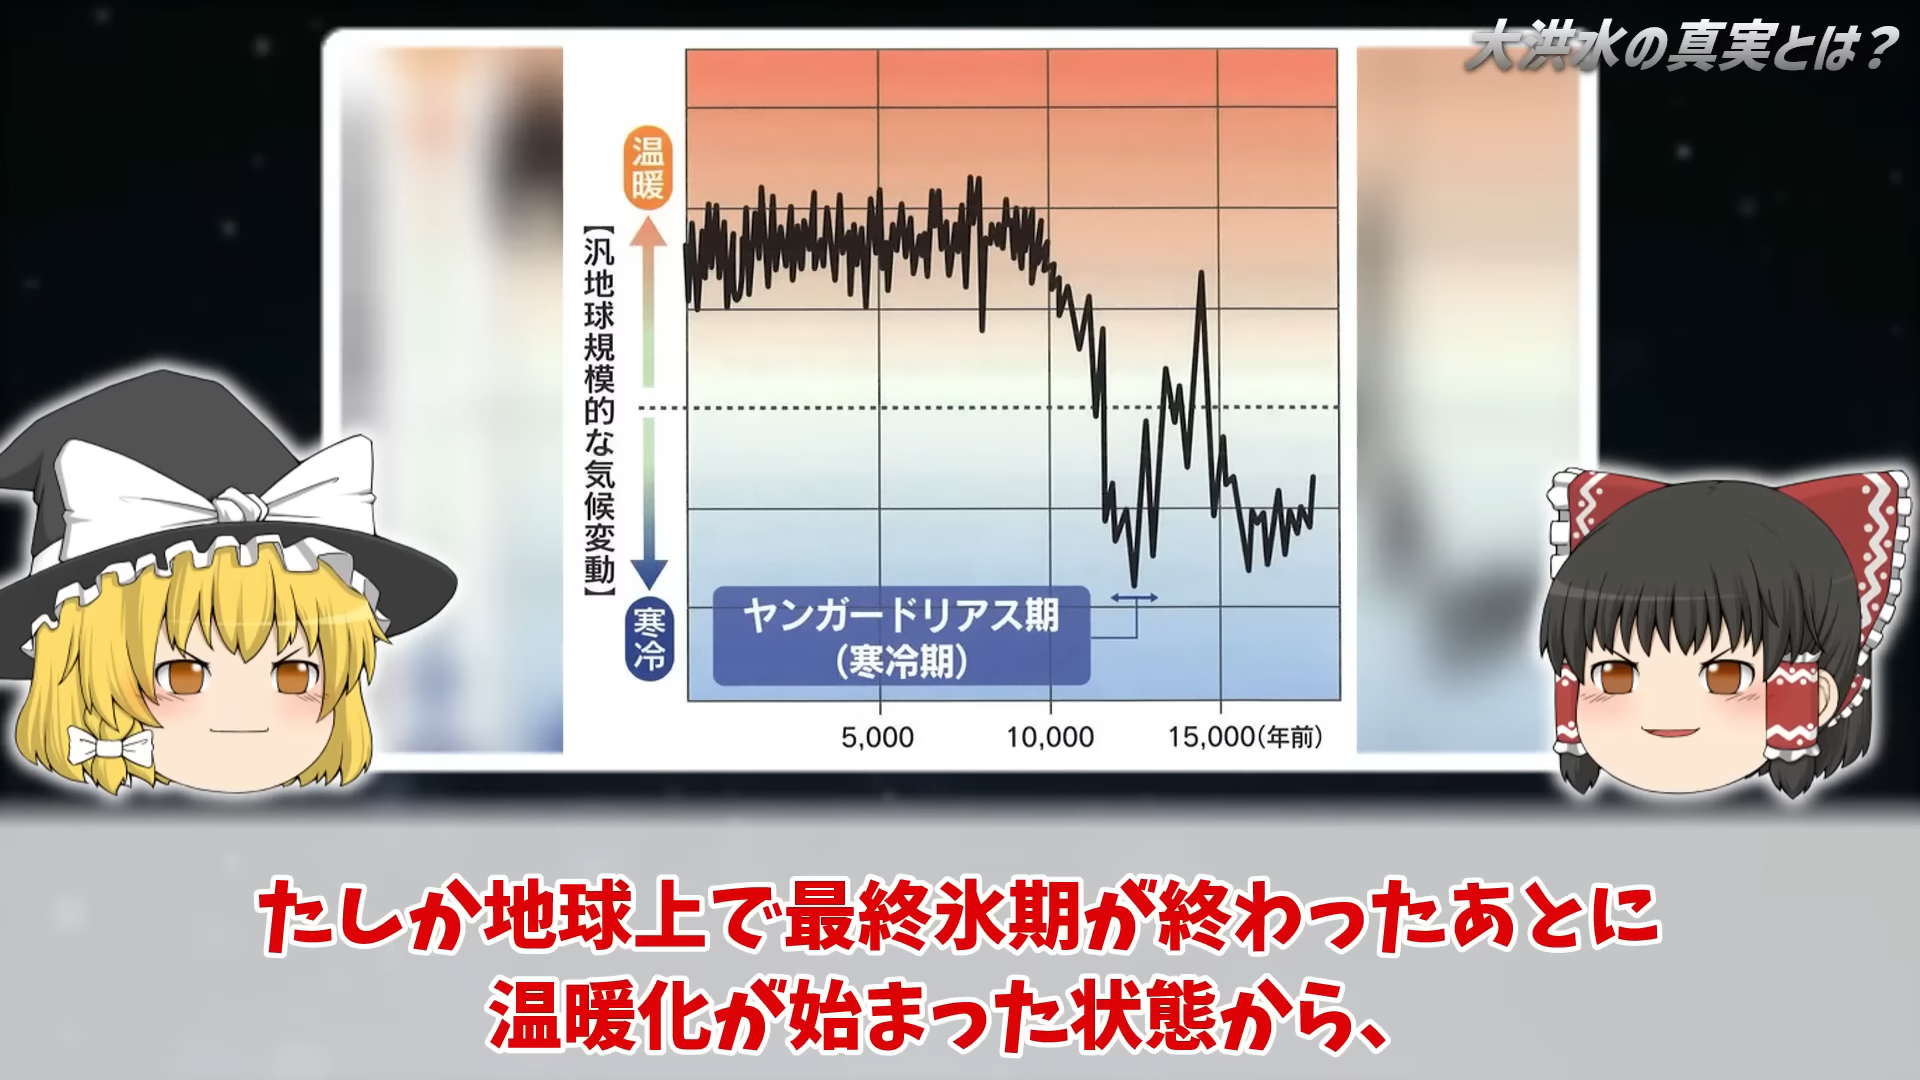 大洪水の真実とは？
温暖
【汎地球規模的な気候変動】
寒冷
ヤンガードリアス期
（寒冷期）
5,000
10,000
15,000（年前）
たしか地球上で最終氷期が終わったあとに
温暖化が始まった状態から、